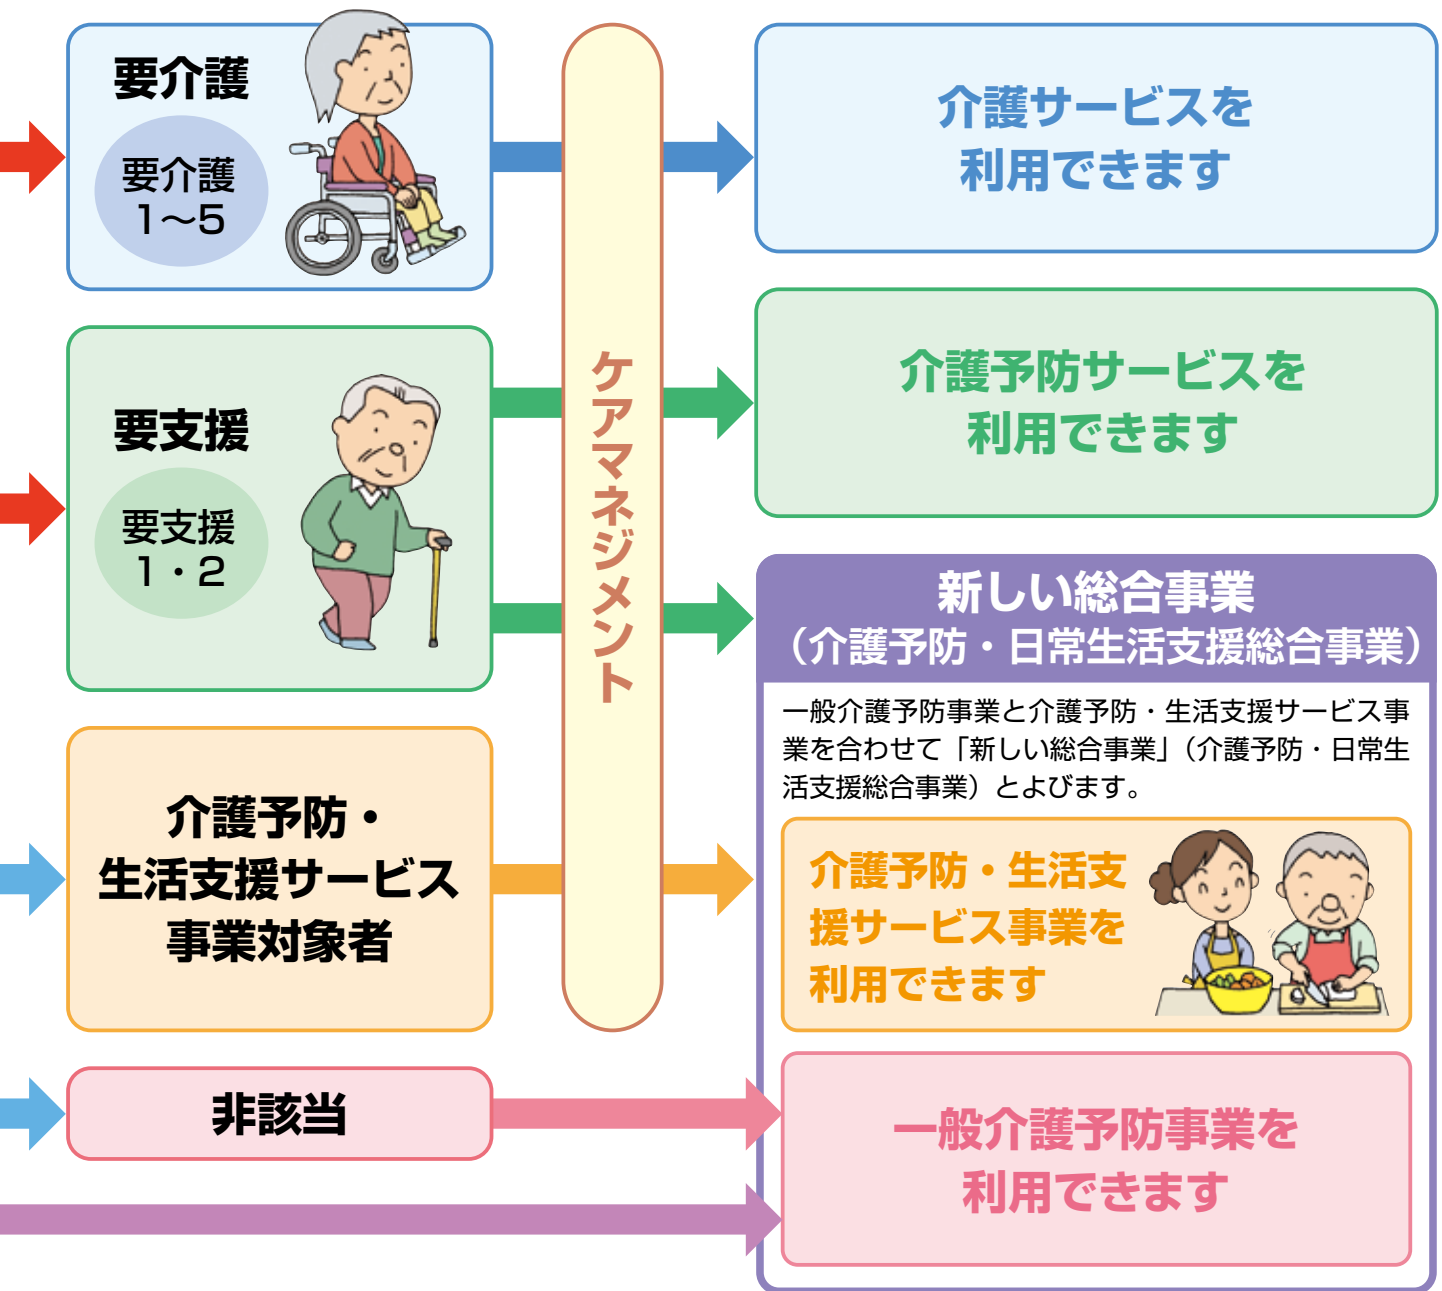 要介護
要介護
1～5
介護サービスを
利用できます
要支援
要支援
1・2
ケアマネジメント
介護予防サービスを
利用できます
新しい総合事業
（介護予防・日常生活支援総合事業）
一般介護予防事業と介護予防・生活支援サービス事
業を合わせて「新しい総合事業」（介護予防・日常生
活支援総合事業）とよびます。
介護予防・
生活支援サービス
事業対象者
介護予防・生活支
援サービス事業を
利用できます
非該当
一般介護予防事業を
利用できます